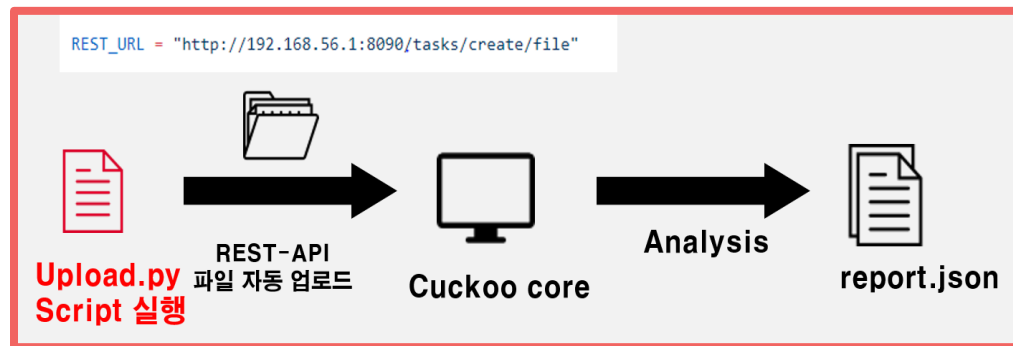 REST_URL = "http://192.168.56.1:8090/tasks/create/file"
REST-API
파일 자동 업로드
Upload.py
Script 실행
Cuckoo core
Analysis
report.json